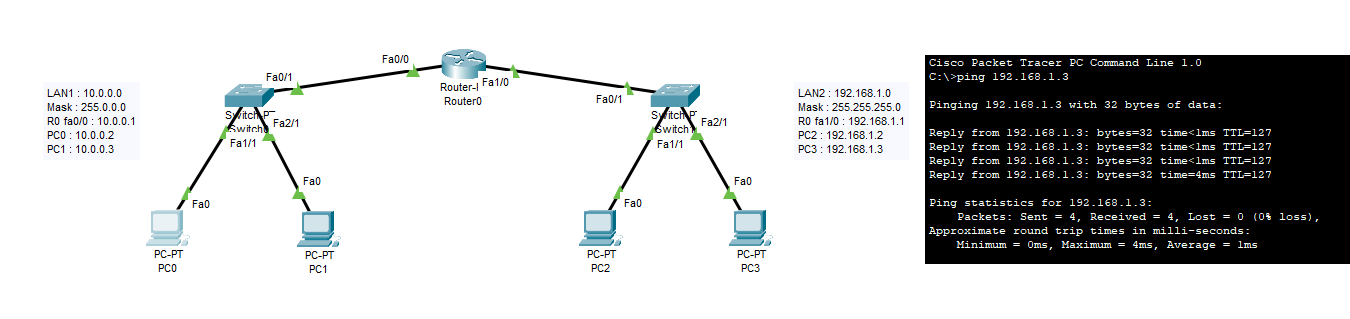 LAN1 : 10.0.0.0
Mask : 255.0.0.0
R0 fa0/0 : 10.0.0.1
PC0 : 10.0.0.2
PC1 : 10.0.0.3
Fa0/1
Fa0/0
Router-
Router0
Fa1/0
Fa0/1
Switch-PT
Switch0
Fa2/1
Fa1/1
Switch-PT
Switch1
Fa2/1
Fa1/1
Fa0
PC-PT
PC0
Fa0
PC-PT
PC1
Fa0
PC-PT
PC2
Fa0
PC-PT
PC3
LAN2 : 192.168.1.0
Mask : 255.255.255.0
R0 fa1/0 : 192.168.1.1
PC2 : 192.168.1.2
PC3 : 192.168.1.3
Cisco Packet Tracer PC Command Line 1.0
C:\>ping 192.168.1.3
Pinging 192.168.1.3 with 32 bytes of data:
Reply from 192.168.1.3: bytes=32 time<1ms TTL=127
Reply from 192.168.1.3: bytes=32 time<1ms TTL=127
Reply from 192.168.1.3: bytes=32 time<1ms TTL=127
Reply from 192.168.1.3: bytes=32 time=4ms TTL=127
Ping statistics for 192.168.1.3:
Packets: Sent = 4, Received = 4, Lost = 0 (0% loss),
Approximate round trip times in milli-seconds:
Minimum = 0ms, Maximum = 4ms, Average = 1ms